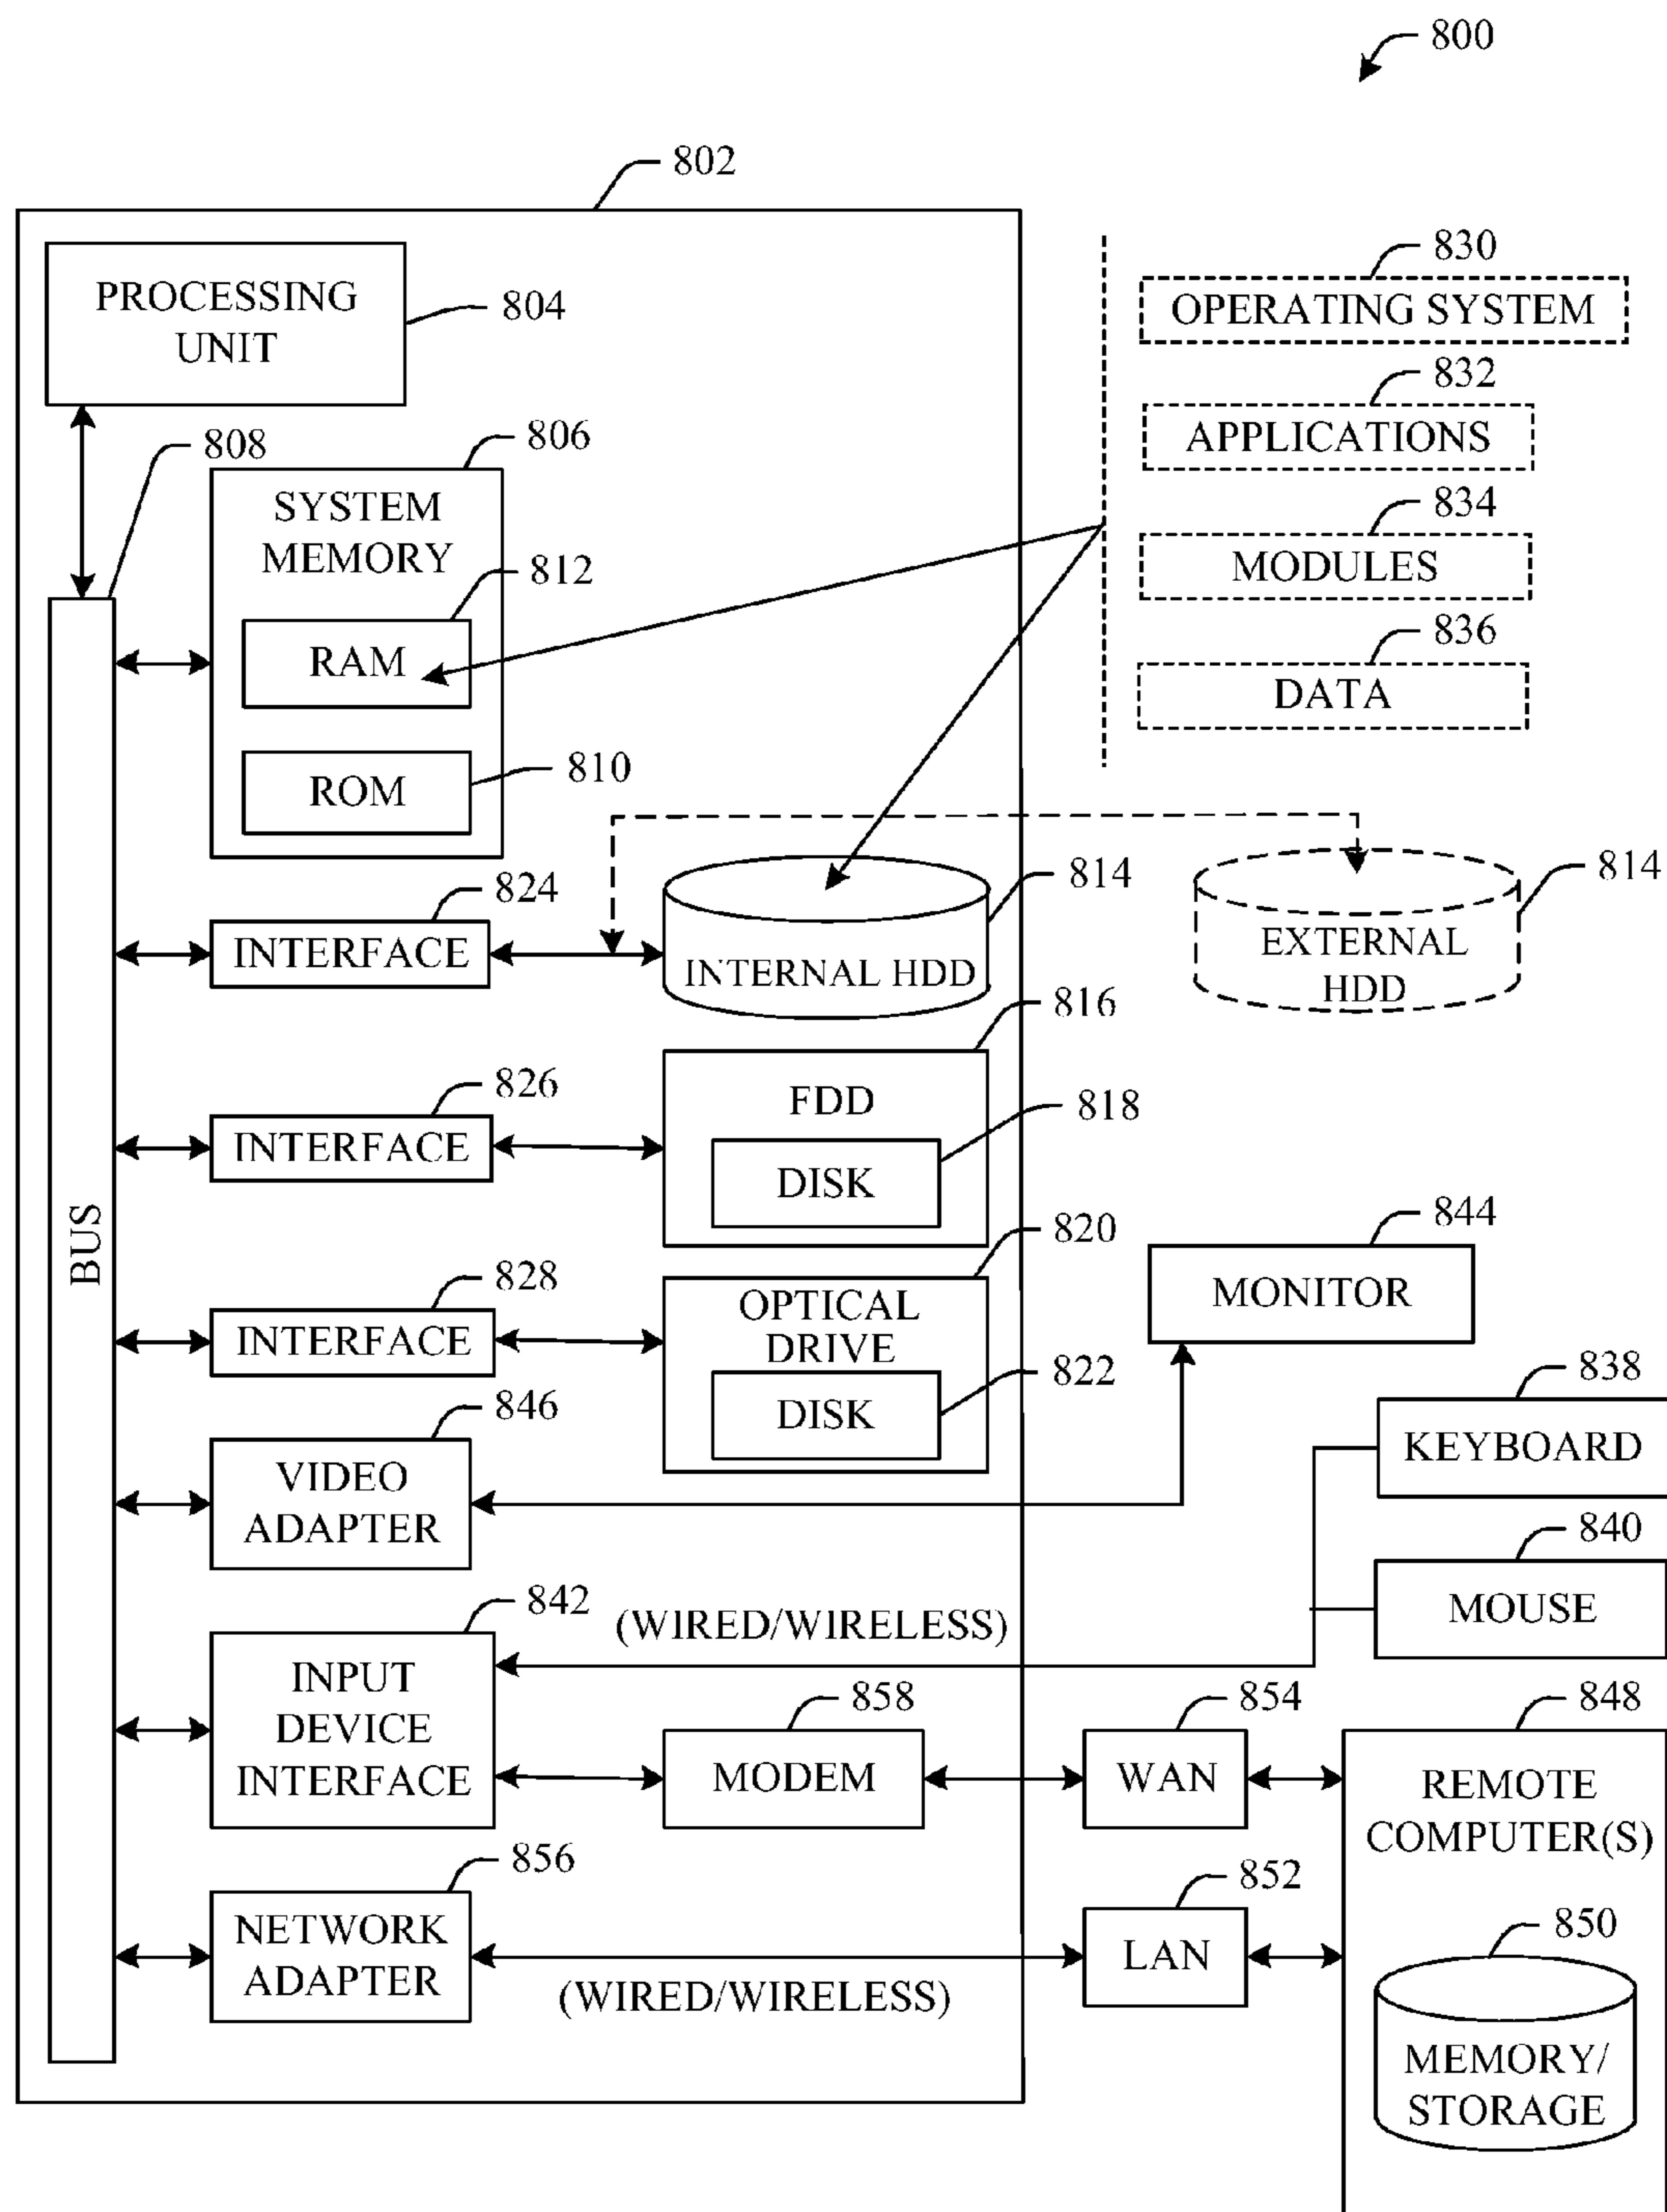 800
802
PROCESSING
UNIT
804
830
OPERATING SYSTEM
832
APPLICATIONS
834
MODULES
836
DATA
808
806
SYSTEM
MEMORY
812
RAM
810
ROM
824
INTERFACE
814
INTERNAL HDD
814
EXTERNAL
HDD
816
FDD
818
DISK
826
INTERFACE
BUS
820
OPTICAL
DRIVE
822
DISK
828
INTERFACE
844
MONITOR
846
VIDEO
ADAPTER
838
KEYBOARD
840
MOUSE
842
INPUT
DEVICE
INTERFACE
(WIRED/WIRELESS)
858
MODEM
854
WAN
848
REMOTE
COMPUTER(S)
856
NETWORK
ADAPTER
(WIRED/WIRELESS)
852
LAN
850
MEMORY/
STORAGE